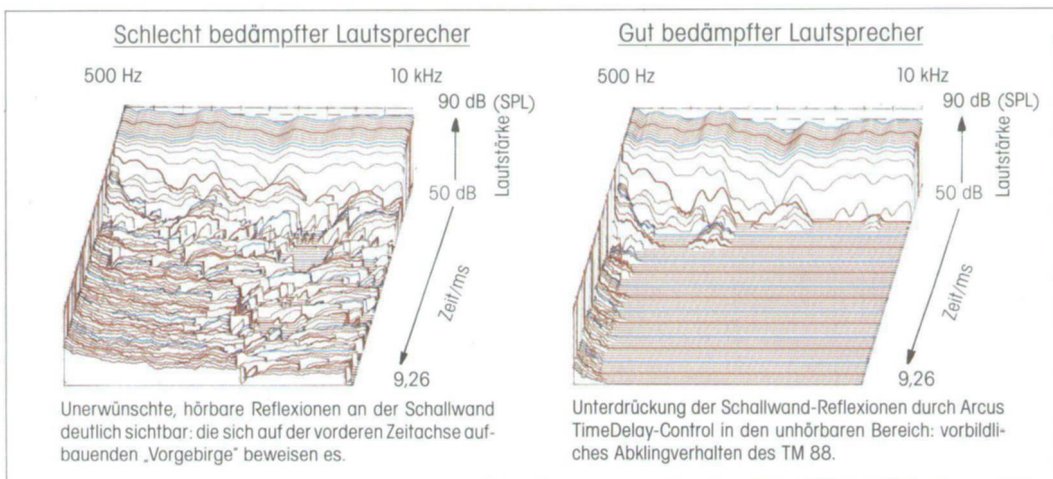 Schlecht bedämpfter Lautsprecher
500 Hz
10 kHz
90 dB (SPL)
Lautstärke
50 dB
Zeit/ms
9,26
Unerwünschte, hörbare Reflexionen an der Schallwand
deutlich sichtbar: die sich auf der vorderen Zeitachse auf-
bauenden „Vorgebirge" beweisen es.
Gut bedämpfter Lautsprecher
500 Hz
10 kHz
90 dB (SPL)
Lautstärke
50 dB
Zeit/ms
9,26
Unterdrückung der Schallwand-Reflexionen durch Arcus
TimeDelay-Control in den unhörbaren Bereich: vorbildli-
ches Abklingverhalten des TM 88.